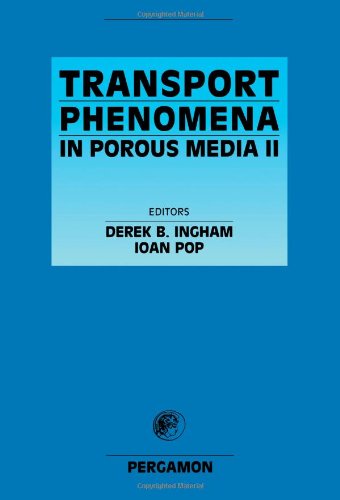 TRANSPORT
PHENOMENA
IN POROUS MEDIA II
EDITORS
DEREK B. INGHAM
IOAN POP
PERGAMON